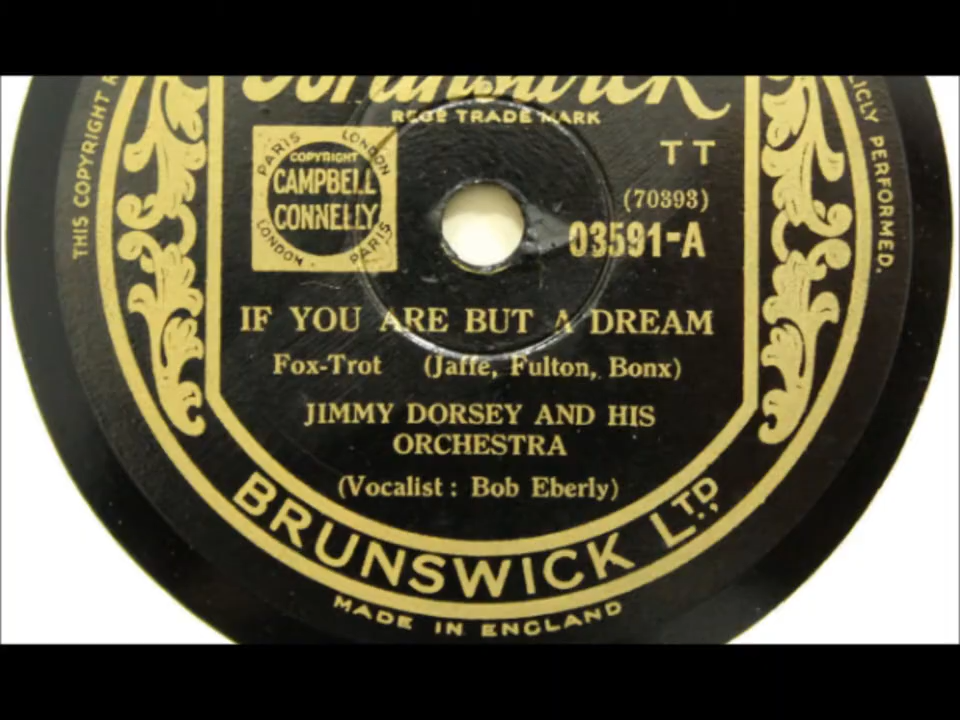 Brunswick
REGD TRADE MARK
THIS COPYRIGHT
LICLY PERFORMED.
PARIS LONDON
COPYRIGHT
CAMPBELL
CONNELLY
LONDON. PARIS
TT
(70393)
03591-A
IF YOU ARE BUT A DREAM
Fox-Trot (Jaffe, Fulton, Bonx)
JIMMY DORSEY AND HIS
ORCHESTRA
(Vocalist : Bob Eberly)
BRUNSWICK LTD.,
MADE IN ENGLAND